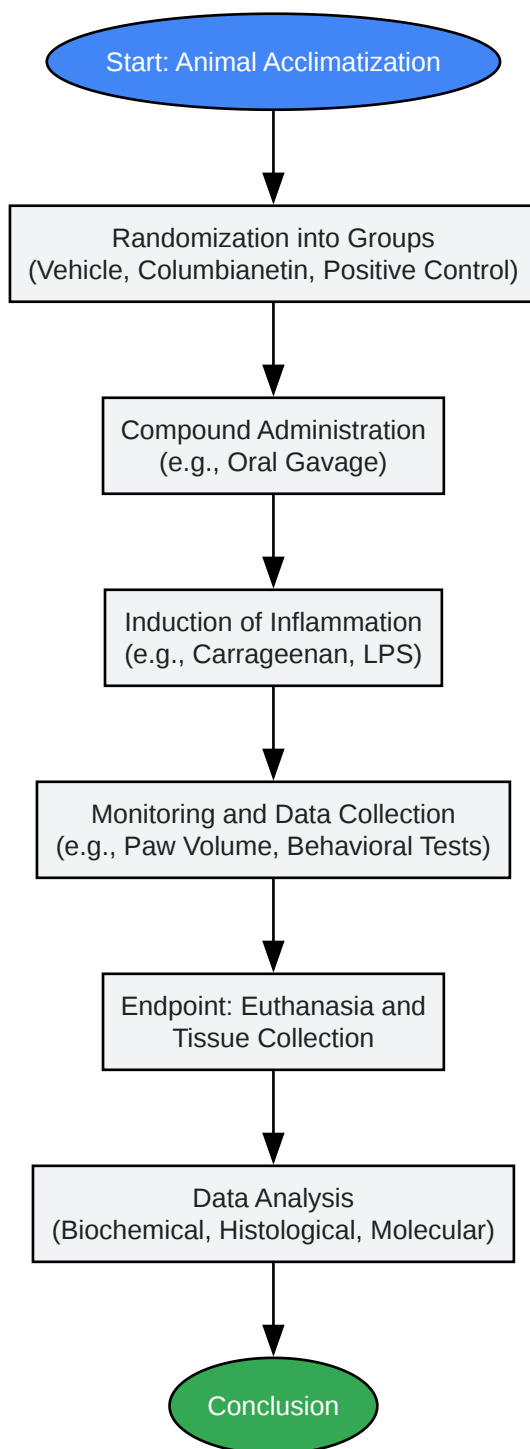 Start: Animal Acclimatization
Randomization into Groups
(Vehicle, Columbianetin, Positive Control)
Compound Administration
(e.g., Oral Gavage)
Induction of Inflammation
(e.g., Carrageenan, LPS)
Monitoring and Data Collection
(e.g., Paw Volume, Behavioral Tests)
Endpoint: Euthanasia and
Tissue Collection
Data Analysis
(Biochemical, Histological, Molecular)
Conclusion